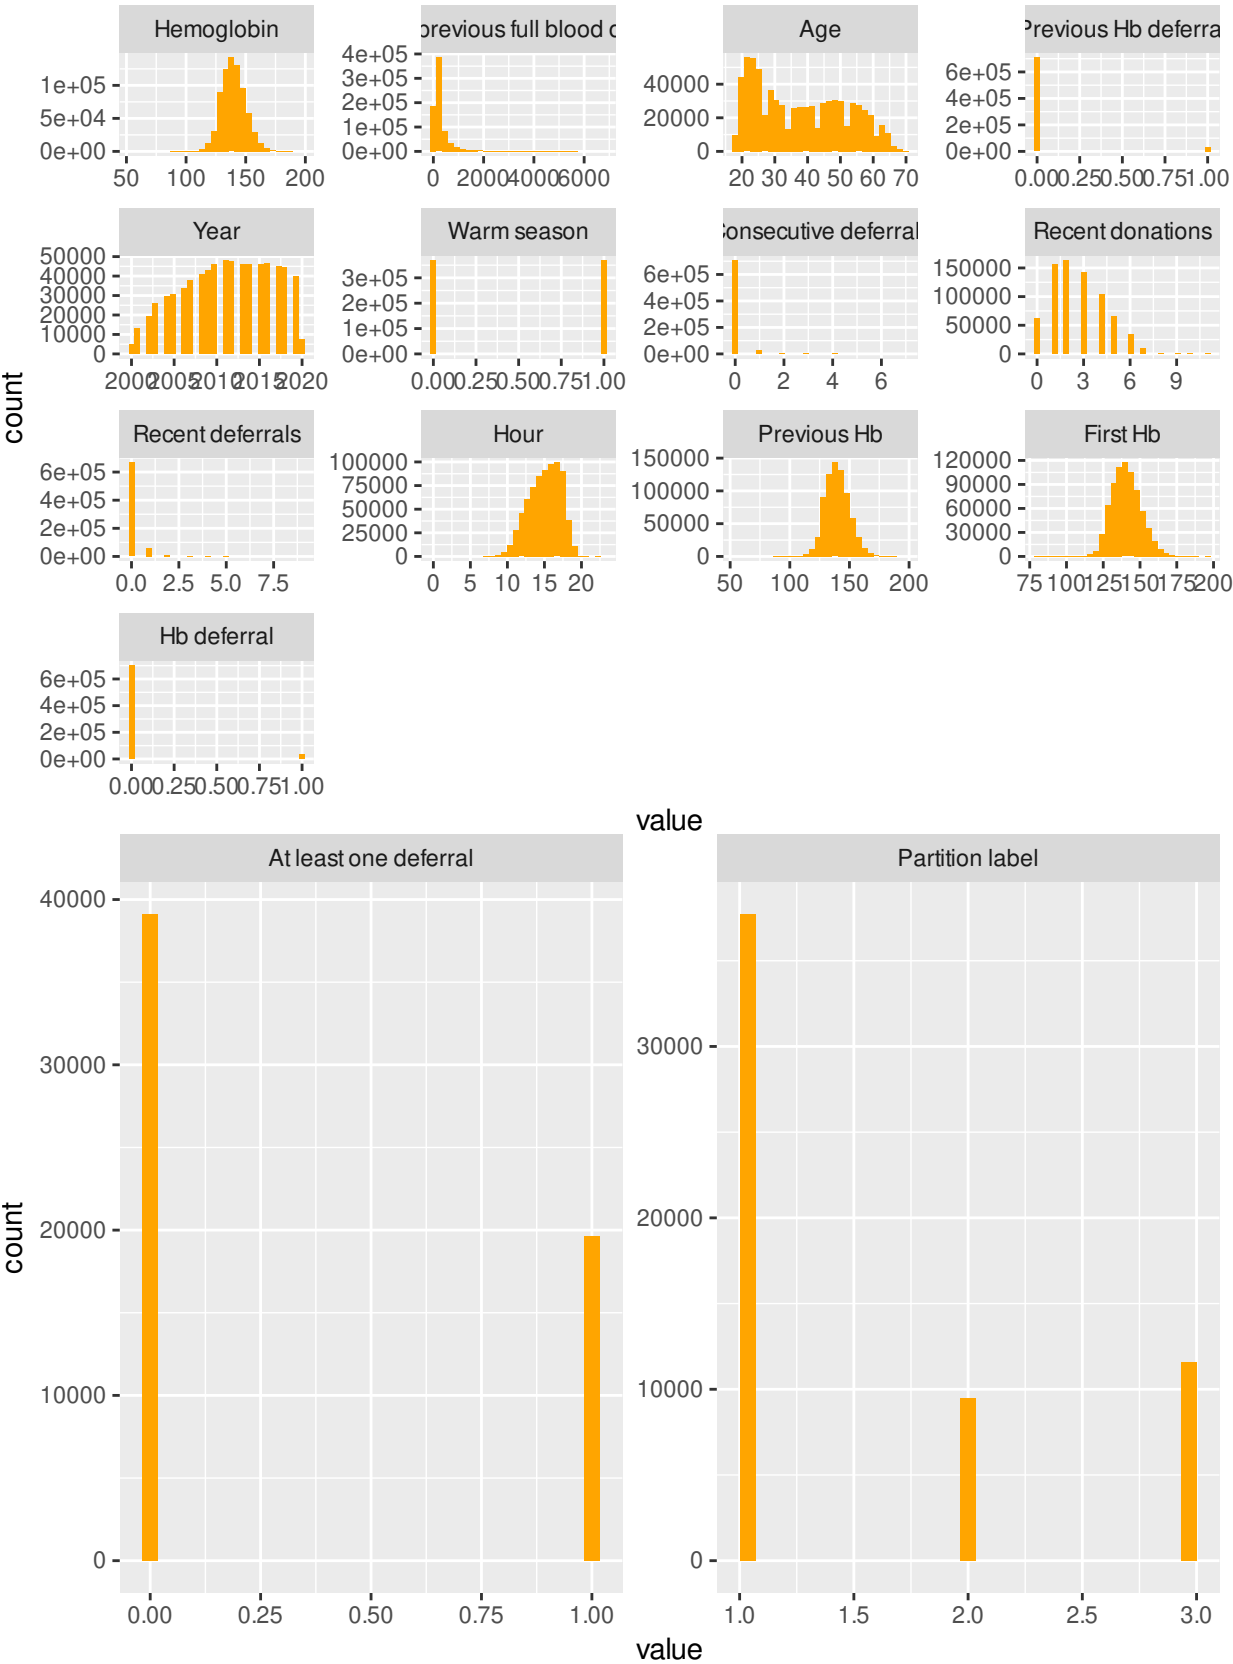 Hemoglobin
previous full blood
Age
Previous Hb
1e+05
5e+04
0e+00
50 100 150 200
4e+05
3e+05
2e+05
1e+05
0e+00
0 2000 4000 6000
40000
20000
0
20 30 40 50 60 70
6e+05
4e+05
2e+05
0e+00
0.00 0.25 0.50 0.75 1.00
Year
Warm season
Recent donations
50000
40000
30000
20000
10000
0
2000 2005 2010 2015 2020
3e+05
2e+05
1e+05
0e+00
0.00 0.25 0.50 0.75 1.00
6e+05
4e+05
2e+05
0e+00
0 2 4 6
150000
100000
50000
0
0 3 6 9
count
Recent deferrals
Hour
Previous Hb
First Hb
6e+05
4e+05
2e+05
0e+00
0.0 2.5 5.0 7.5
100000
75000
50000
25000
0
0 5 10 15 20
150000
100000
50000
0
50 100 150 200
120000
90000
60000
30000
0
75 100 125 150 175 200
Hb deferral
6e+05
4e+05
2e+05
0e+00
0.00 0.25 0.50 0.75 1.00
value
At least one deferral
40000
30000
20000
10000
0
0.00 0.25 0.50 0.75 1.00
count
Partition label
30000
20000
10000
0
1.0 1.5 2.0 2.5 3.0
value